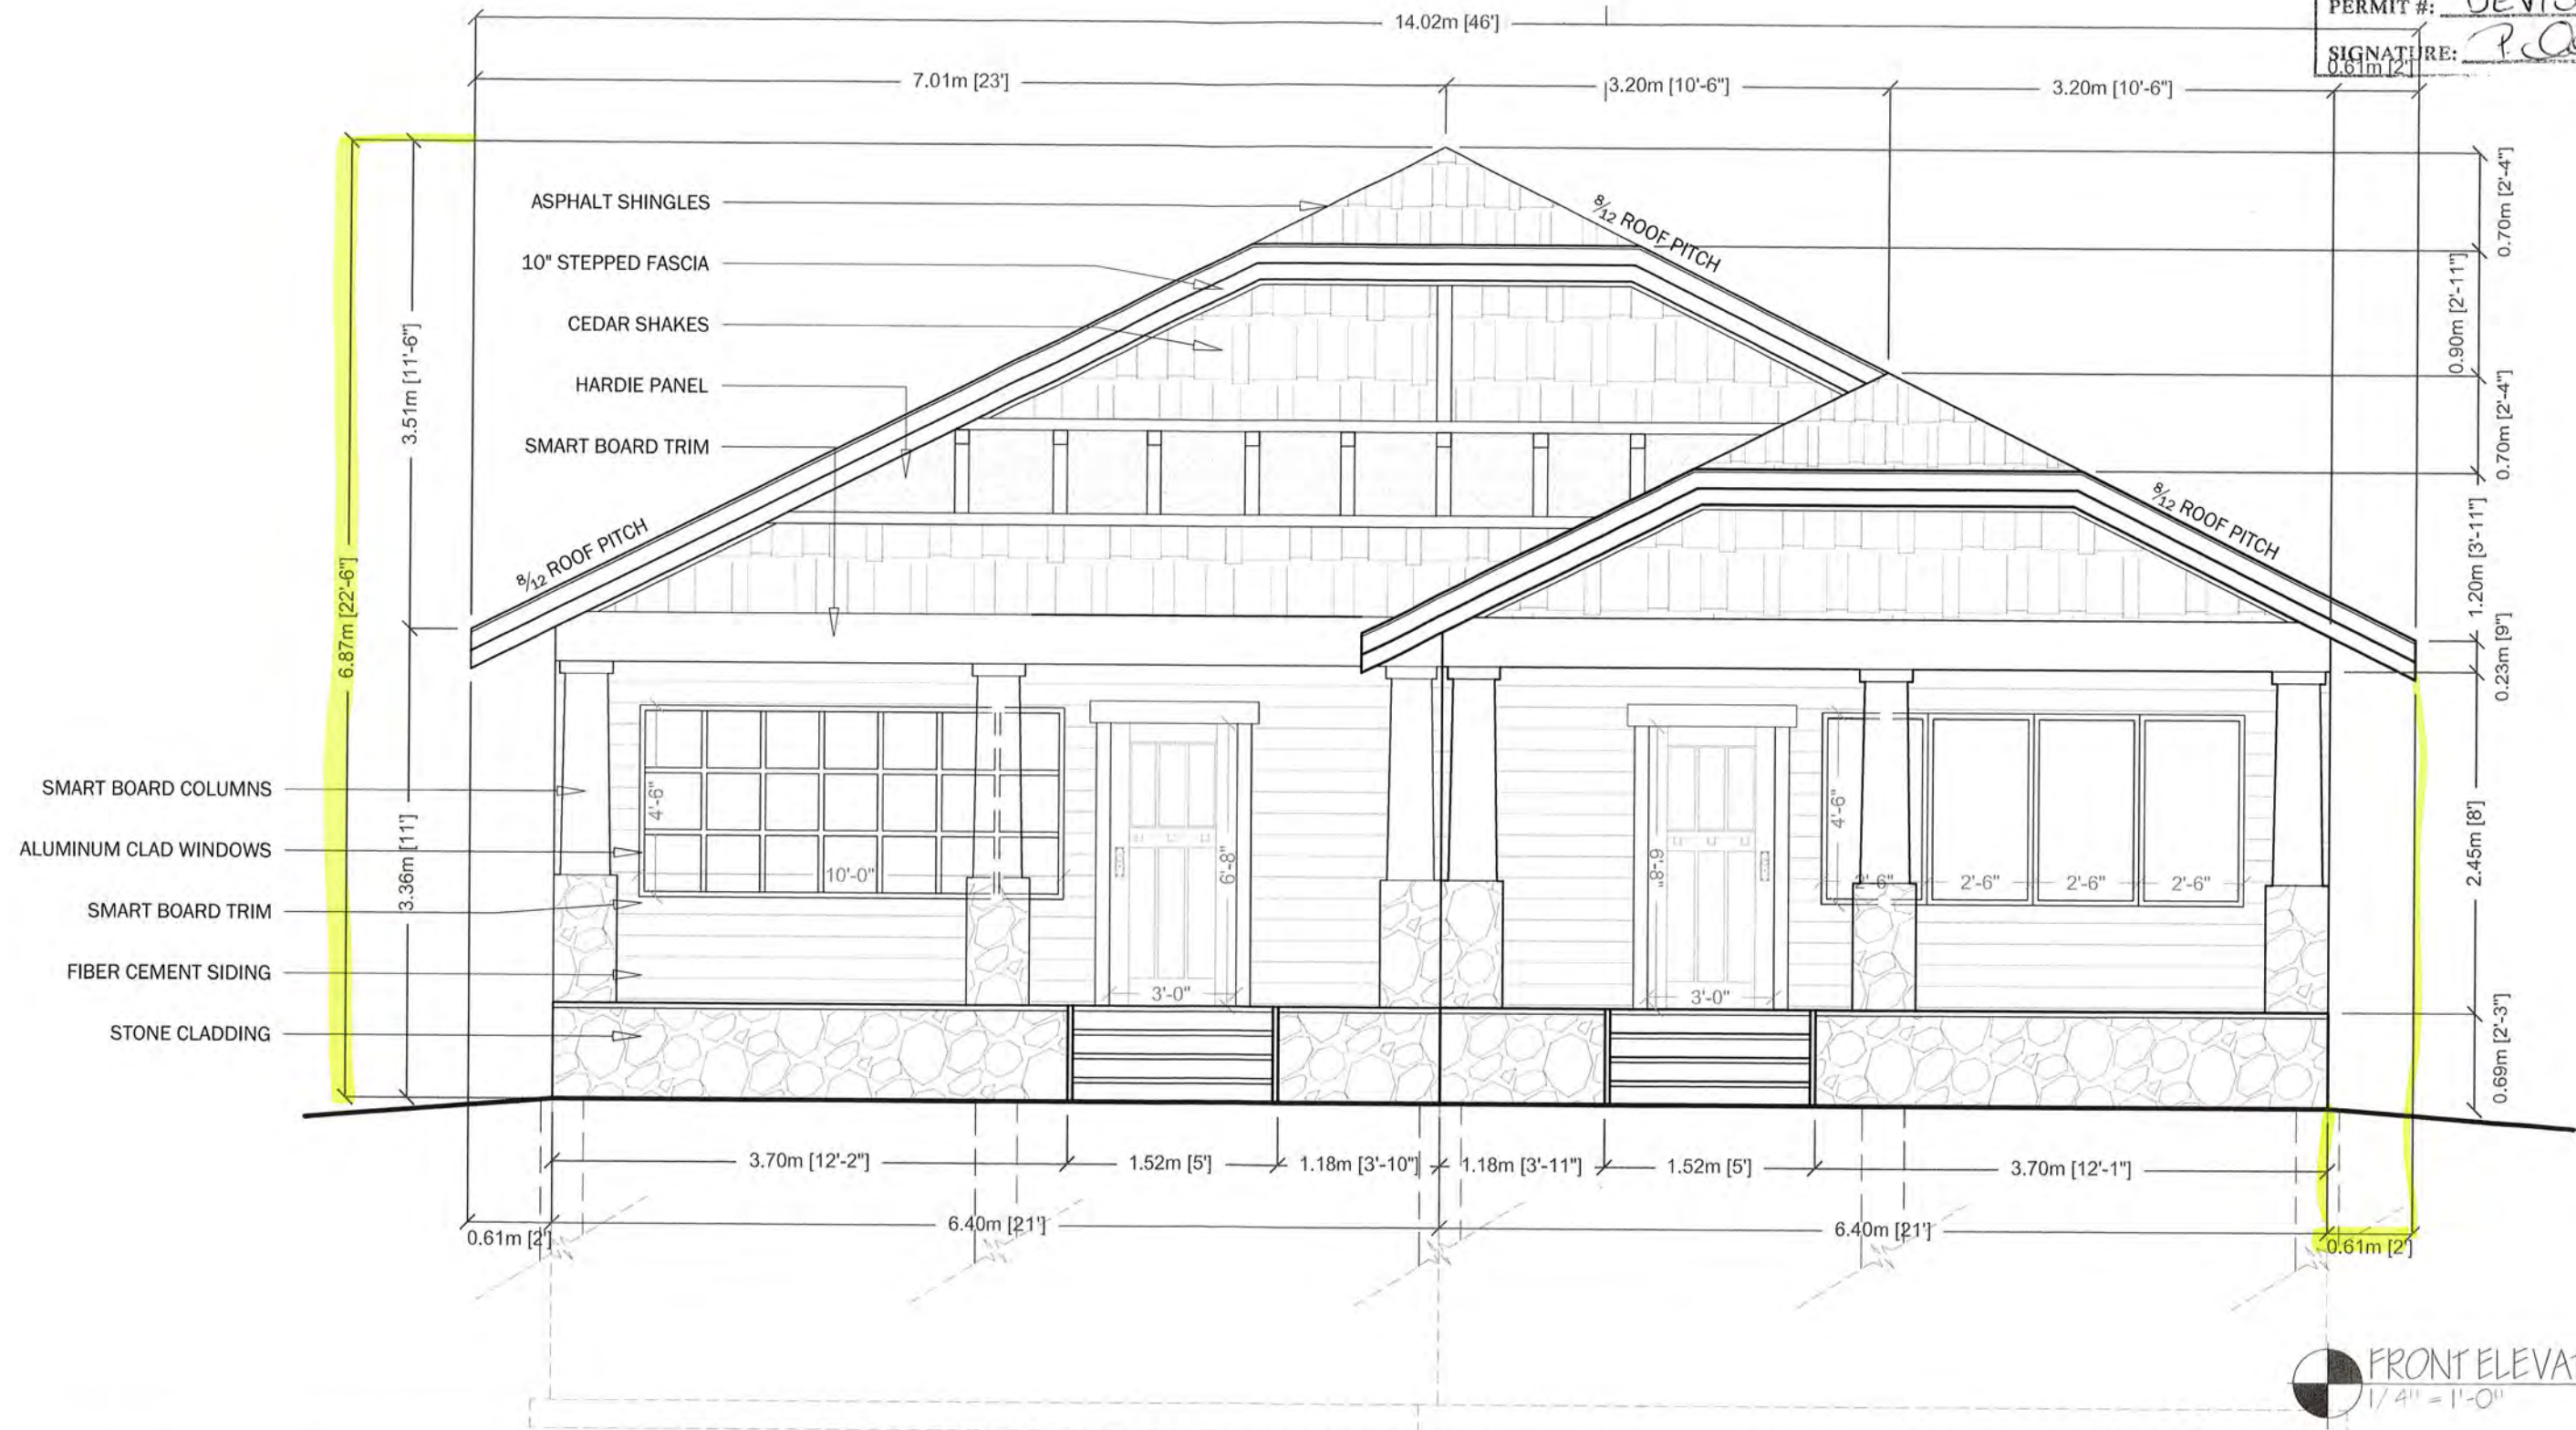 PERMIT #:
SIGNATURE:
14.02m [46']
0.61m [2']
7.01m [23']
3.20m [10'-6"]
3.20m [10'-6"]
ASPHALT SHINGLES
10" STEPPED FASCIA
CEDAR SHAKES
HARDIE PANEL
SMART BOARD TRIM
8/12 ROOF PITCH
8/12 ROOF PITCH
8/12 ROOF PITCH
6.87m [22'-6"]
3.51m [11'-6"]
3.36m [11']
0.70m [2'-4"]
0.90m [2'-11"]
0.70m [2'-4"]
1.20m [3'-11"]
0.23m [9"]
2.45m [8']
0.69m [2'-3"]
SMART BOARD COLUMNS
ALUMINUM CLAD WINDOWS
SMART BOARD TRIM
FIBER CEMENT SIDING
STONE CLADDING
4'-6"
10'-0"
6'-8"
3'-0"
6'-8"
3'-0"
4'-6"
2'-6"
2'-6"
2'-6"
2'-6"
3.70m [12'-2"]
1.52m [5']
1.18m [3'-10"]
1.18m [3'-11"]
1.52m [5']
3.70m [12'-1"]
0.61m [2']
6.40m [21']
6.40m [21']
0.61m [2']
FRONT ELEVA
1/4" = 1'-0"